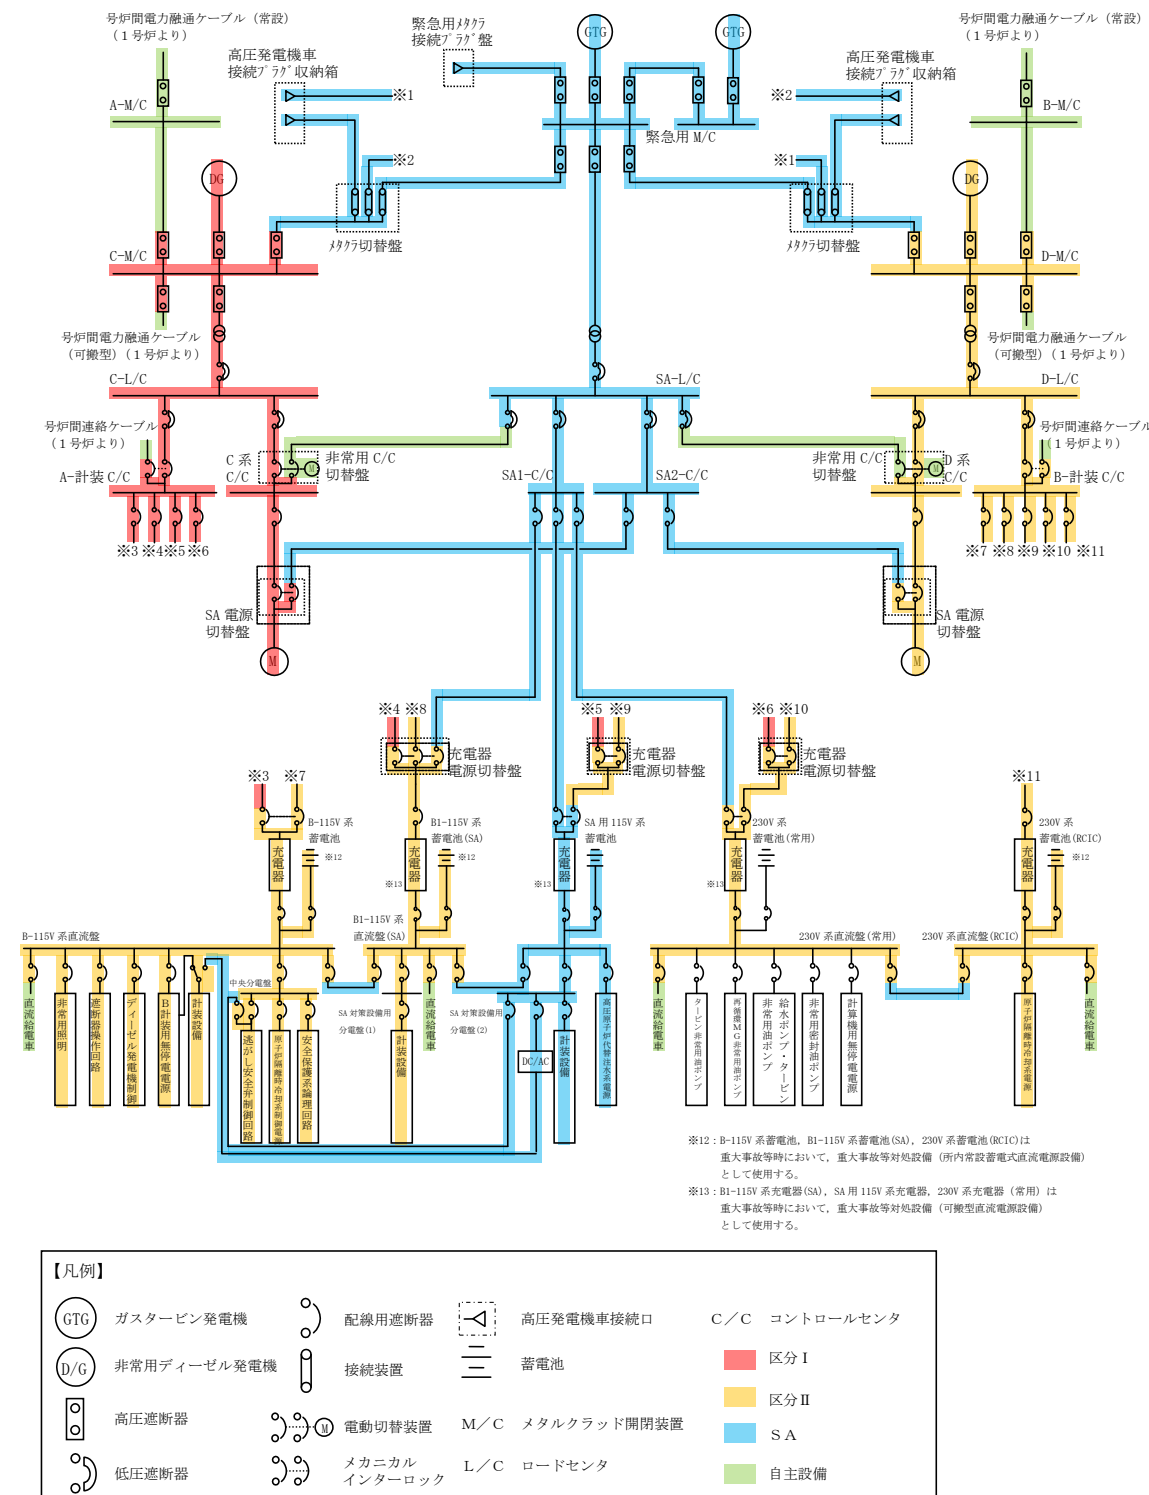 号炉間電力融通ケーブル（常設）
（１号炉より）
緊急用ﾒﾀｸﾗ
接続ﾌﾟﾗｸﾞ盤
GTG
GTG
号炉間電力融通ケーブル（常設）
（１号炉より）
高圧発電機車
接続ﾌﾟﾗｸﾞ収納箱
高圧発電機車
接続ﾌﾟﾗｸﾞ収納箱
A-M/C
※1
※2
B-M/C
緊急用 M/C
※2
※1
DG
DG
ﾒﾀｸﾗ切替盤
ﾒﾀｸﾗ切替盤
C-M/C
D-M/C
号炉間電力融通ケーブル
（可搬型）（１号炉より）
号炉間電力融通ケーブル
（可搬型）（１号炉より）
C-L/C
SA-L/C
D-L/C
号炉間連絡ケーブル
（１号炉より）
号炉間連絡ケーブル
（１号炉より）
C 系
C/C
M
非常用 C/C
切替盤
非常用 C/C
切替盤
M
D 系
C/C
A-計装 C/C
SA1-C/C
SA2-C/C
B-計装 C/C
※3 ※4 ※5 ※6
※7 ※8 ※9 ※10 ※11
SA 電源
切替盤
SA 電源
切替盤
M
M
※4 ※8
※5 ※9
※6 ※10
充電器
電源切替盤
充電器
電源切替盤
充電器
電源切替盤
※3 ※7
※11
B-115V 系
蓄電池
B1-115V 系
蓄電池(SA)
SA 用 115V 系
蓄電池
230V 系
蓄電池(常用)
230V 系
蓄電池(RCIC)
充電器
※12
充電器
※12
※13
充電器
※13
充電器
※13
充電器
※12
B-115V 系直流盤
B1-115V 系
直流盤(SA)
230V 系直流盤(常用)
230V 系直流盤(RCIC)
中央分電盤
SA 対策設備用
分電盤(1)
SA 対策設備用
分電盤(2)
直流給電車
非常用照明
遮断器操作回路
ディーゼル発電機制御
Ｂ計装用無停電電源
計装設備
逃がし安全弁制御回路
原子炉隔離時冷却系制御電源
安全保護系論理回路
計装設備
直流給電車
DC/AC
計装設備
高圧原子炉代替注水系電源
直流給電車
タービン非常用油ポンプ
再循環ＭＧ非常用油ポンプ
給水ポンプ・タービン
非常用油ポンプ
非常用密封油ポンプ
計算機用無停電電源
原子炉隔離時冷却系電源
直流給電車
※12：B-115V 系蓄電池，B1-115V 系蓄電池(SA)，230V 系蓄電池(RCIC)は
重大事故等時において，重大事故等対処設備（所内常設蓄電式直流電源設備）
として使用する。
※13：B1-115V 系充電器(SA)，SA 用 115V 系充電器，230V 系充電器（常用）は
重大事故等時において，重大事故等対処設備（可搬型直流電源設備）
として使用する。
【凡例】
GTG ガスタービン発電機
配線用遮断器
高圧発電機車接続口
Ｃ／Ｃ コントロールセンタ
D/G 非常用ディーゼル発電機
接続装置
蓄電池
区分Ⅰ
高圧遮断器
M 電動切替装置
Ｍ／Ｃ メタルクラッド開閉装置
区分Ⅱ
ＳＡ
低圧遮断器
メカニカル
インターロック
Ｌ／Ｃ ロードセンタ
自主設備